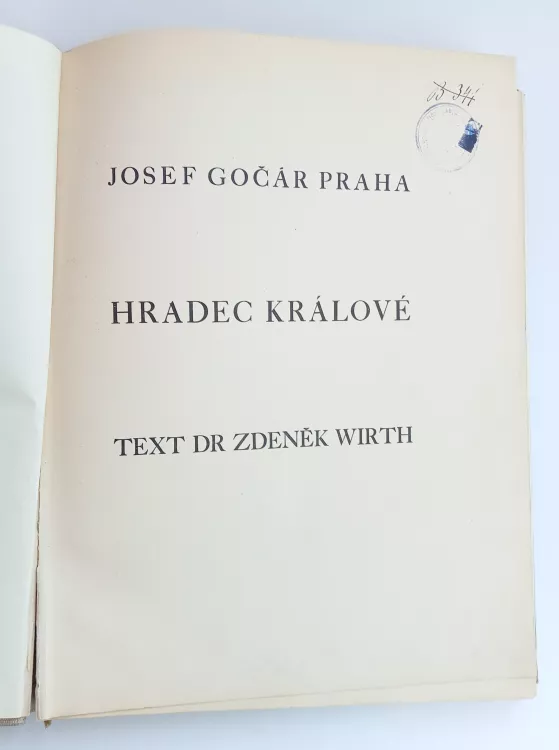 JOSEF GOČÁR PRAHA
HRADEC KRÁLOVÉ
TEXT DR ZDENĚK WIRTH